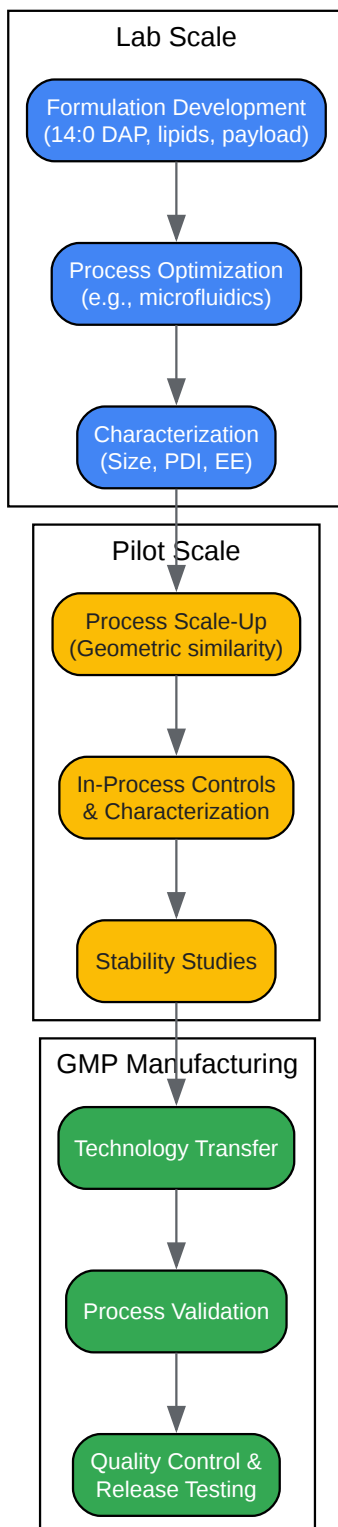 Lab Scale
Formulation Development
(14:0 DAP, lipids, payload)
Process Optimization
(e.g., microfluidics)
Characterization
(Size, PDI, EE)
Pilot Scale
Process Scale-Up
(Geometric similarity)
In-Process Controls
& Characterization
Stability Studies
GMP Manufacturing
Technology Transfer
Process Validation
Quality Control &
Release Testing